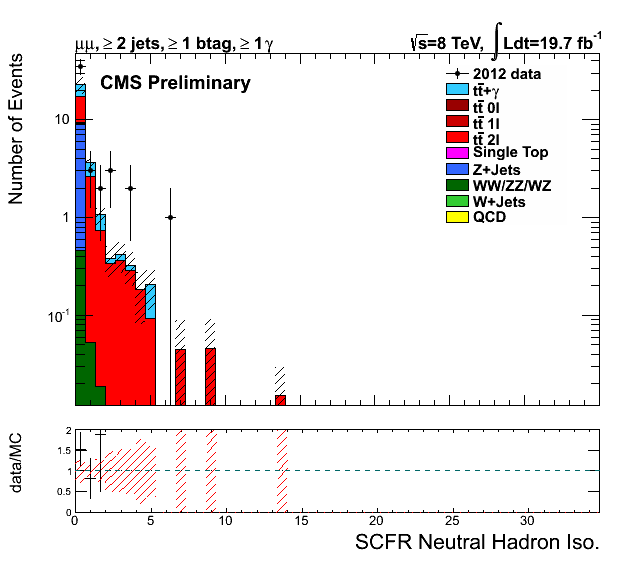 μμ, ≥ 2 jets, ≥ 1 btag, ≥ 1 γ
√s=8 TeV, ∫ Ldt=19.7 fb⁻¹
CMS Preliminary
2012 data
tt̄+γ
tt̄ 0l
tt̄ 1l
tt̄ 2l
Single Top
Z+Jets
WW/ZZ/WZ
W+Jets
QCD
Number of Events
10
1
10⁻¹
data/MC
2
1.5
1
0.5
0
0 5 10 15 20 25 30
SCFR Neutral Hadron Iso.